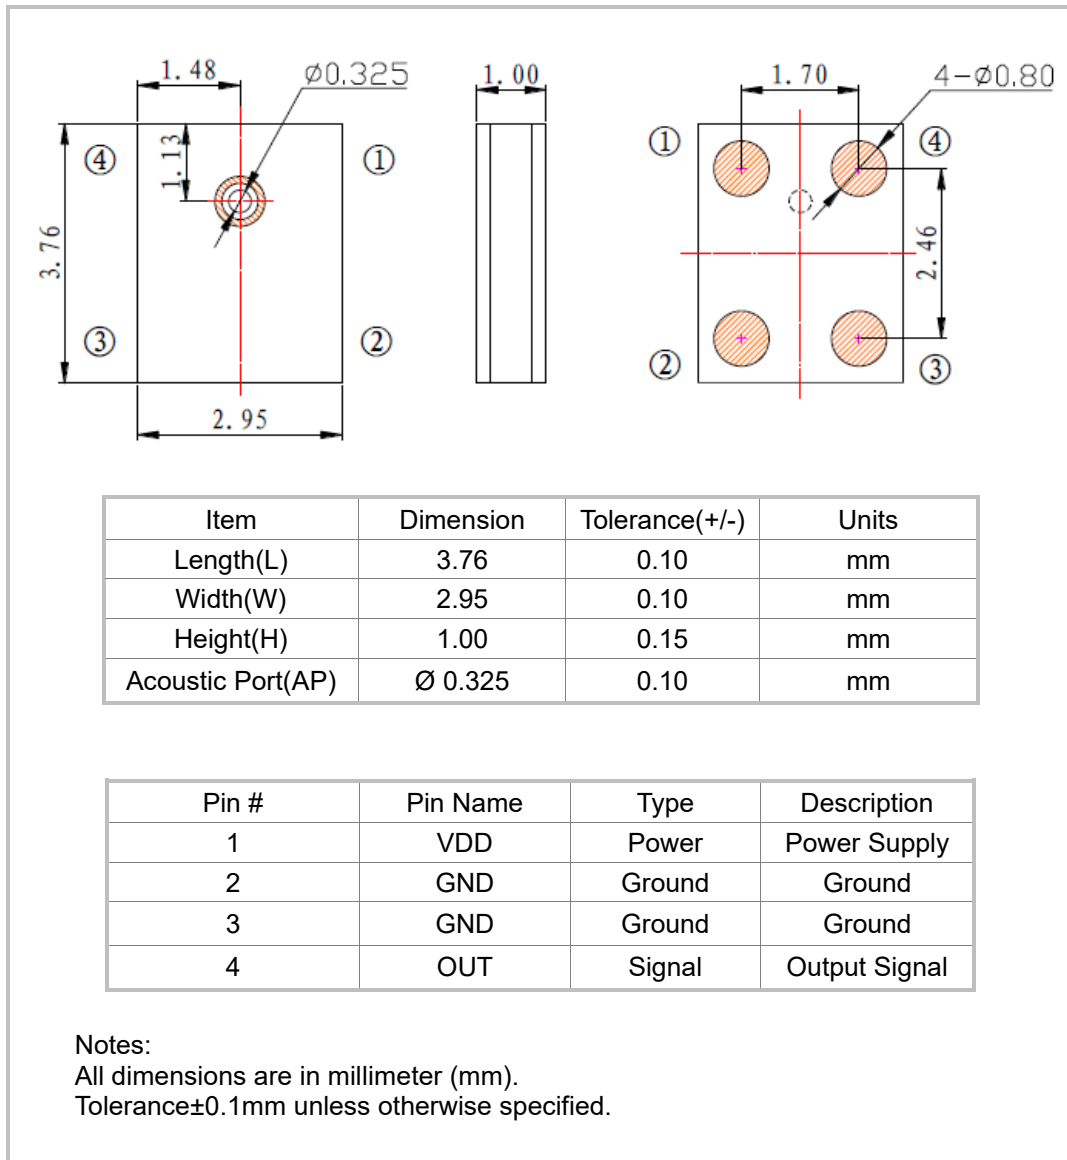 1.48
Ø0.325
1.00
1.70
4-Ø0.80
④
1.13
①
①
④
3.76
2.46
③
②
②
③
2.95
Item Dimension Tolerance(+/-) Units
Length(L) 3.76 0.10 mm
Width(W) 2.95 0.10 mm
Height(H) 1.00 0.15 mm
Acoustic Port(AP) Ø 0.325 0.10 mm
Pin # Pin Name Type Description
1 VDD Power Power Supply
2 GND Ground Ground
3 GND Ground Ground
4 OUT Signal Output Signal
Notes:
All dimensions are in millimeter (mm).
Tolerance±0.1mm unless otherwise specified.